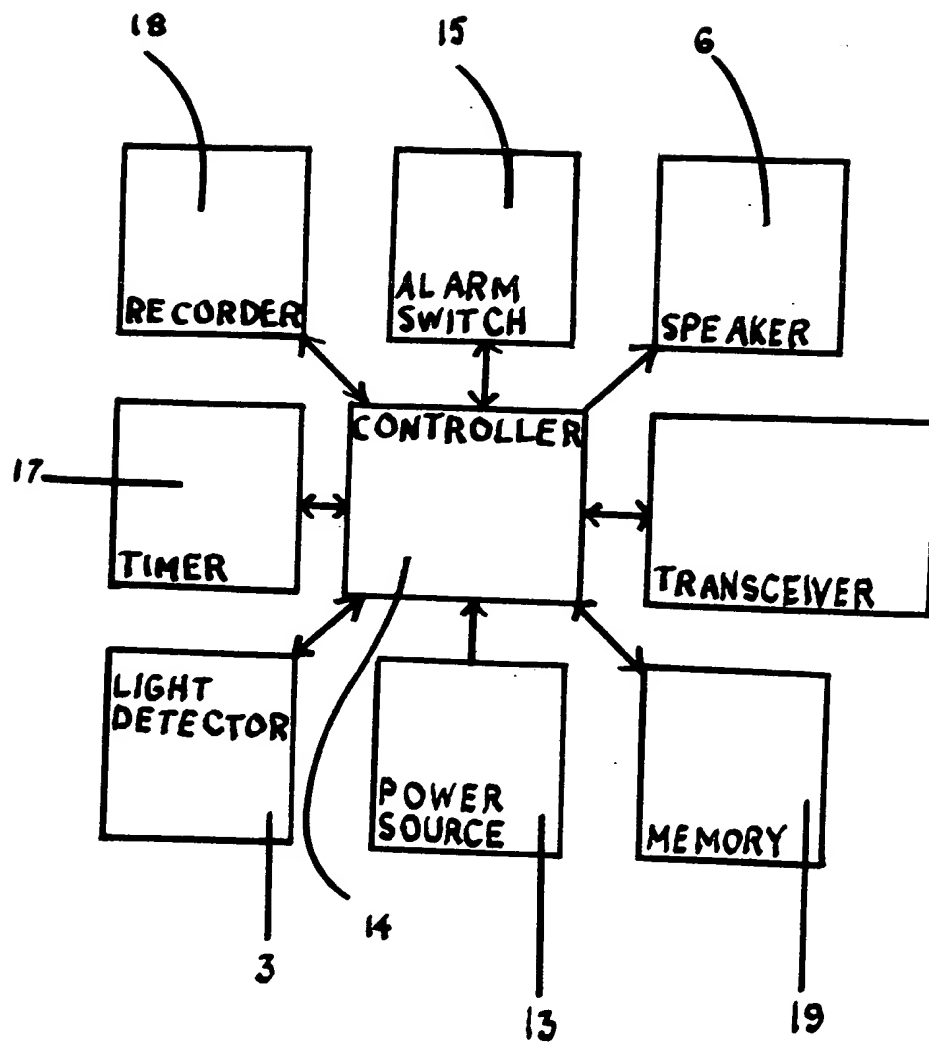 18
15
6
RECORDER
ALARM
SWITCH
SPEAKER
CONTROLLER
17
TIMER
TRANSCEIVER
LIGHT
DETECTOR
POWER
SOURCE
MEMORY
14
3
13
19